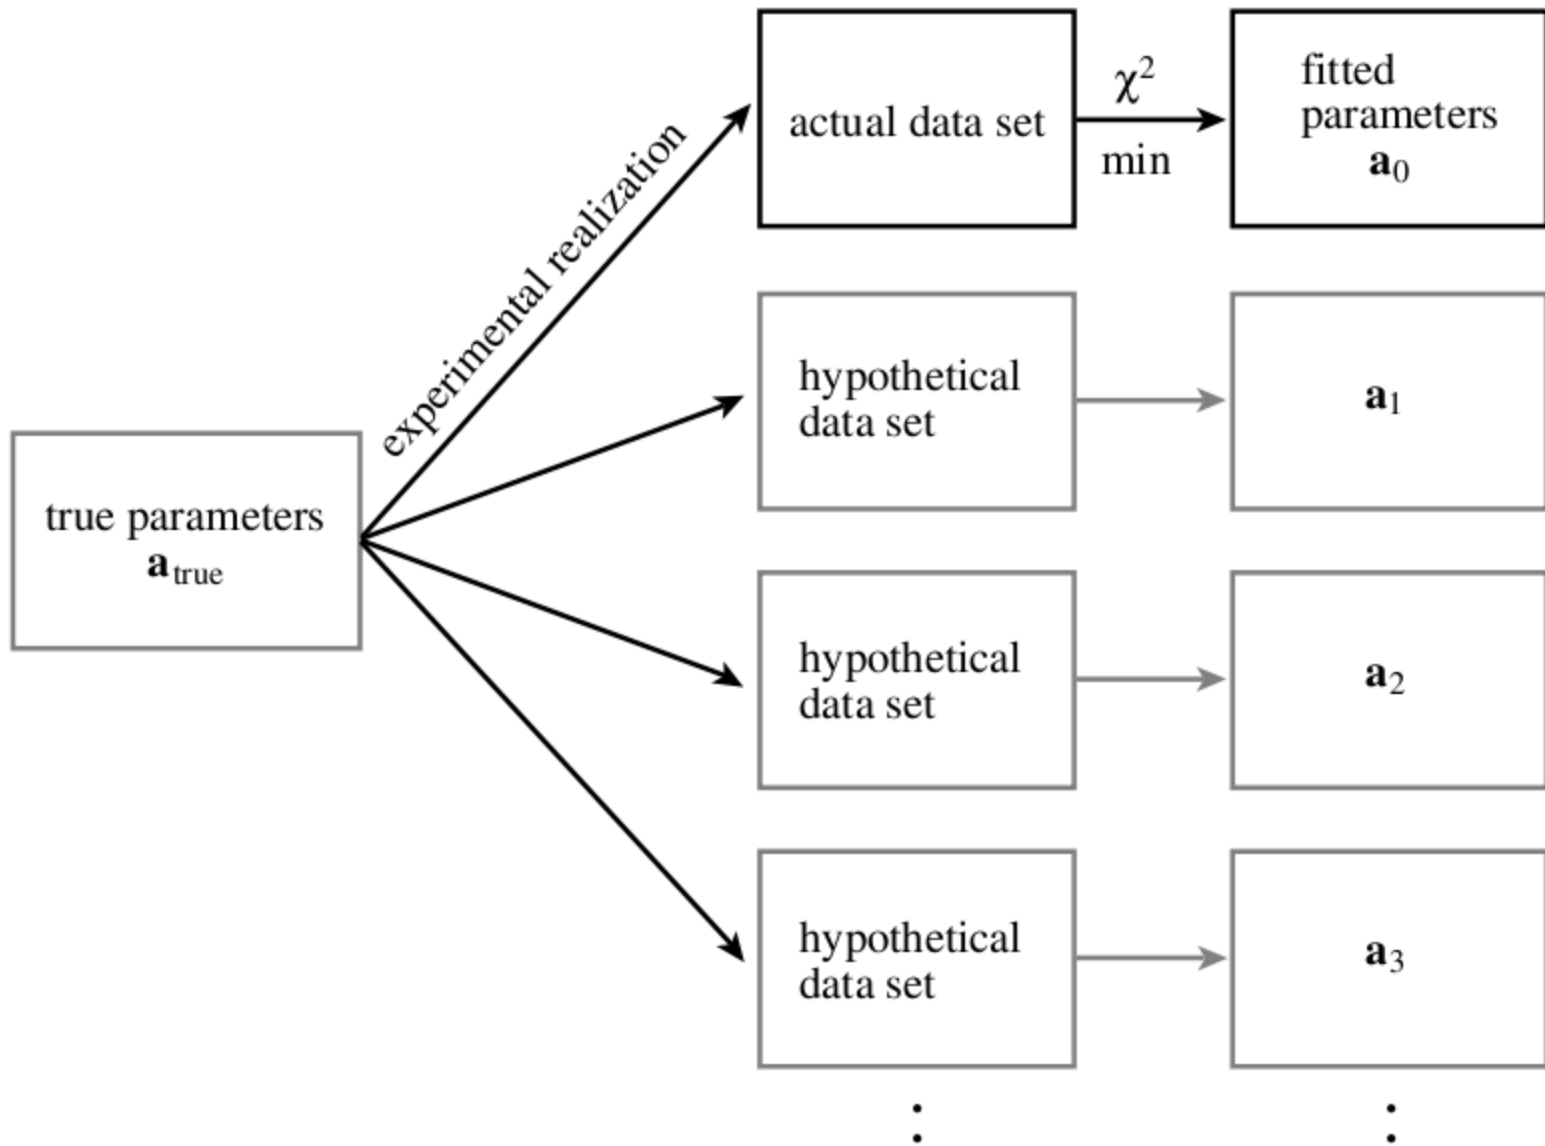 experimental realization
actual data set
χ²
min
fitted
parameters
a₀
hypothetical
data set
a₁
true parameters
a_true
hypothetical
data set
a₂
hypothetical
data set
a₃